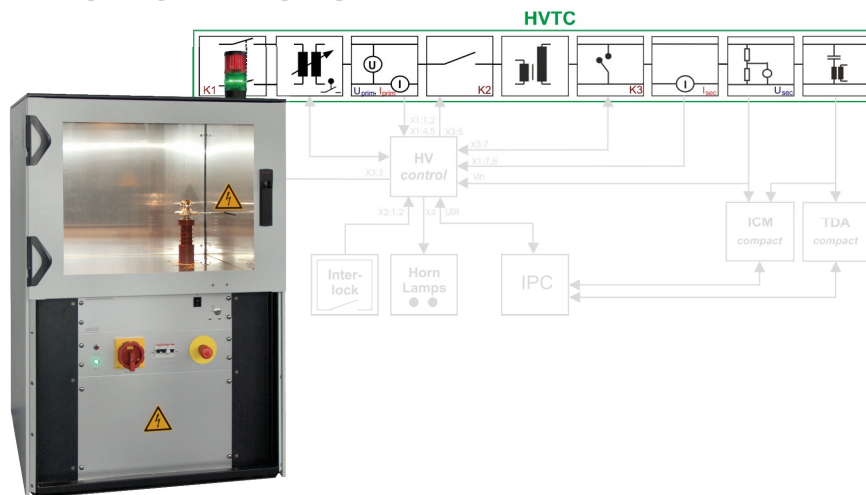 HVTC
K1
Uprim, Iprim
K2
K3
Isec
Usec
U
I
I
X1:1,2
X1:4,5
X3:5
X3:7
X1:7,8
Vin
X3:3
HV
control
X2:1,2
X4
USB
Inter-
lock
Horn
Lamps
IPC
ICM
compact
TDA
compact